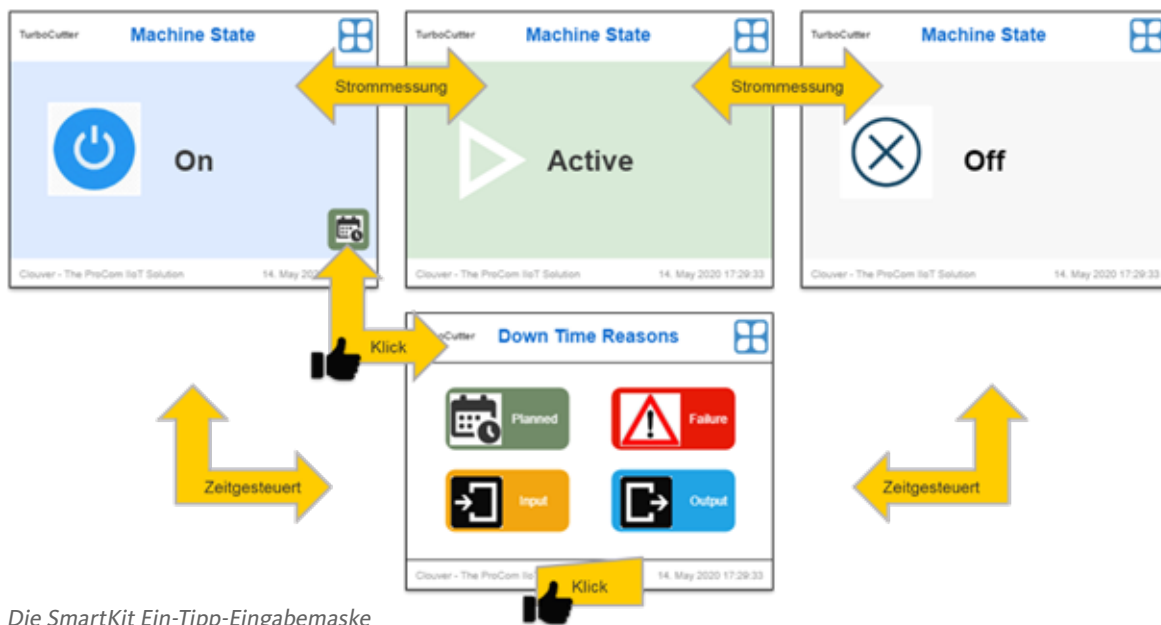 TurboCutter Machine State
On
Clouver - The ProCom IIoT Solution 14. May
Strommessung
TurboCutter Machine State
Active
Clouver - The ProCom IIoT Solution 14. May 2020 17:29:33
Strommessung
TurboCutter Machine State
Off
Clouver - The ProCom IIoT Solution 14. May 2020 17:29:33
Klick
Down Time Reasons
Planned
Failure
Input
Output
Clouver - The ProCom 14. May 2020 17:29:33
Zeitgesteuert
Zeitgesteuert
Klick
Die SmartKit Ein-Tipp-Eingabemaske